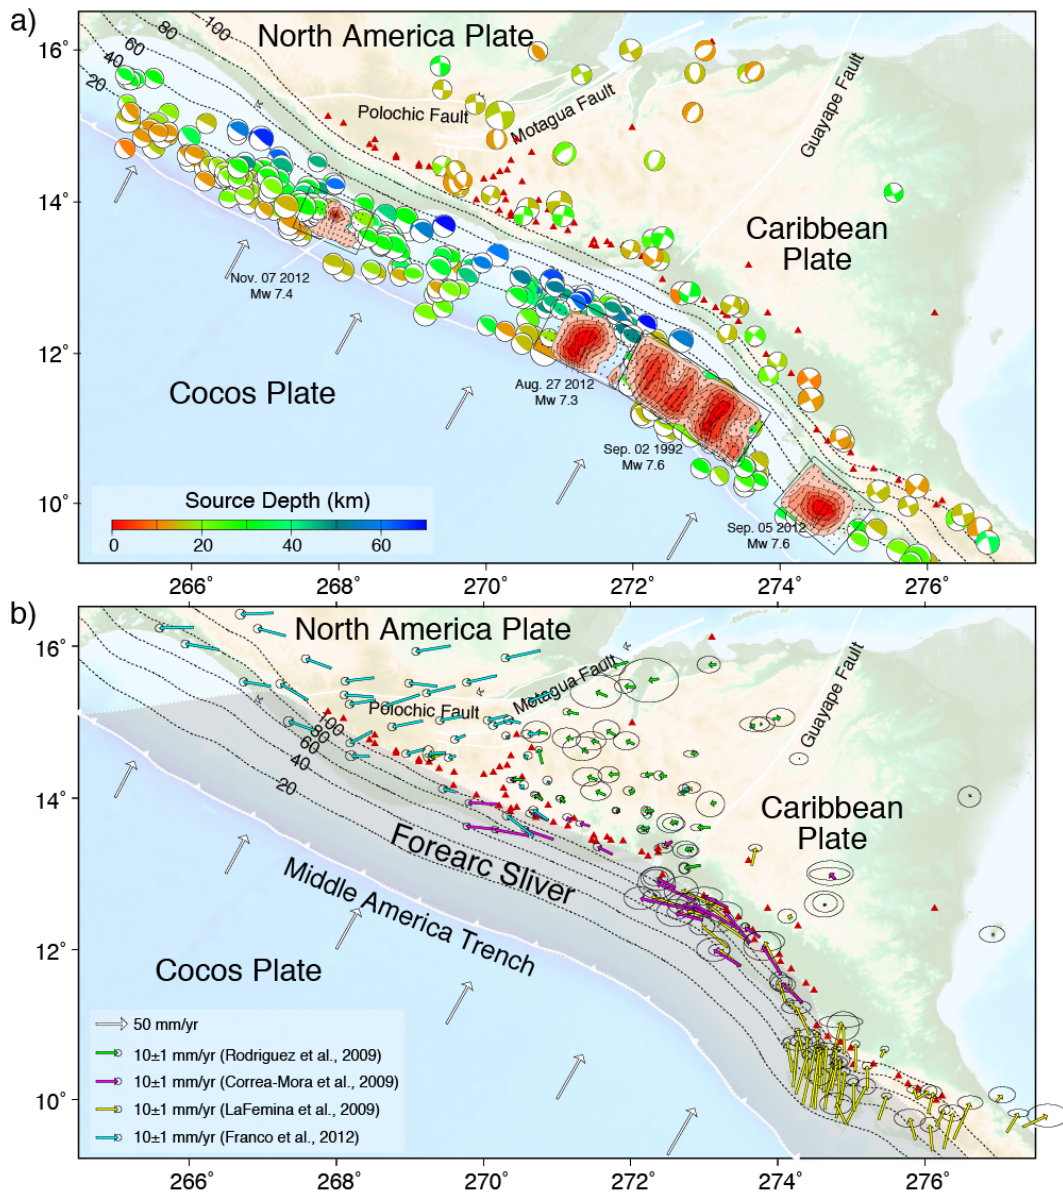 a)
16°
14°
12°
10°
20
40
60
80
100
North America Plate
Polochic Fault
Motagua Fault
Guayape Fault
Caribbean
Plate
Nov. 07 2012
Mw 7.4
Aug. 27 2012
Mw 7.3
Cocos Plate
Sep. 02 1992
Mw 7.6
Sep. 05 2012
Mw 7.6
Source Depth (km)
0 20 40 60
266° 268° 270° 272° 274° 276°
b)
16°
14°
12°
10°
North America Plate
Polochic Fault
Motagua Fault
Guayape Fault
100
80
60
40
20
Caribbean
Plate
Forearc Sliver
Middle America Trench
Cocos Plate
50 mm/yr
10±1 mm/yr (Rodriguez et al., 2009)
10±1 mm/yr (Correa-Mora et al., 2009)
10±1 mm/yr (LaFemina et al., 2009)
10±1 mm/yr (Franco et al., 2012)
266° 268° 270° 272° 274° 276°